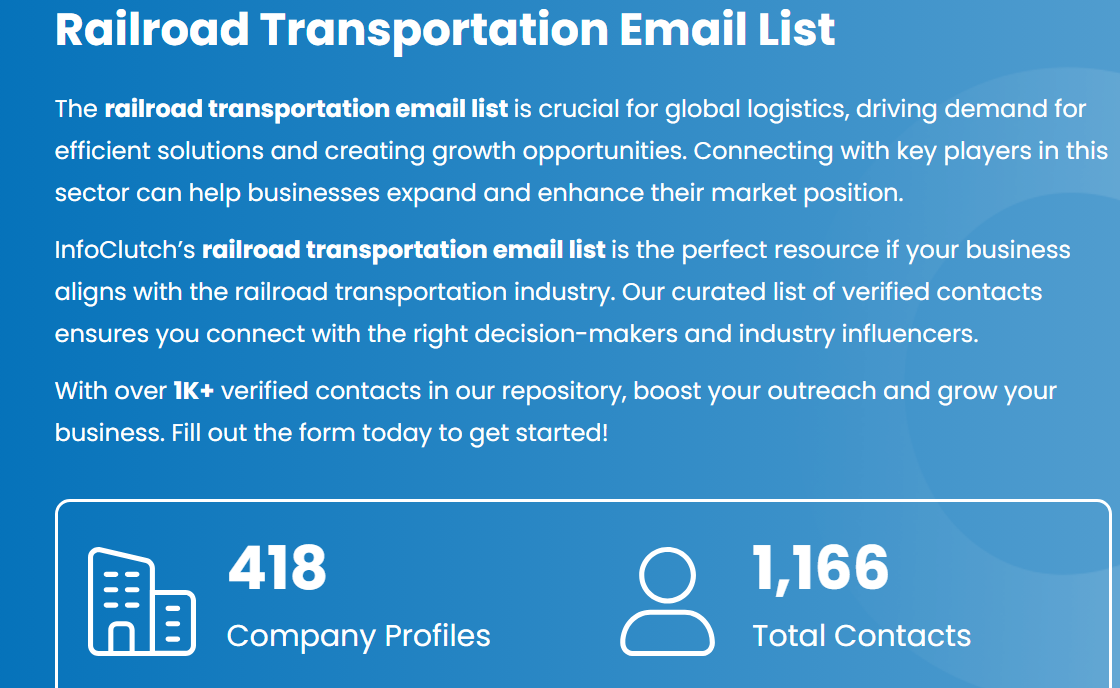 Railroad Transportation Email List
The railroad transportation email list is crucial for global logistics, driving demand for
efficient solutions and creating growth opportunities. Connecting with key players in this
sector can help businesses expand and enhance their market position.
InfoClutch’s railroad transportation email list is the perfect resource if your business
aligns with the railroad transportation industry. Our curated list of verified contacts
ensures you connect with the right decision-makers and industry influencers.
With over 1K+ verified contacts in our repository, boost your outreach and grow your
business. Fill out the form today to get started!
418
Company Profiles
1,166
Total Contacts